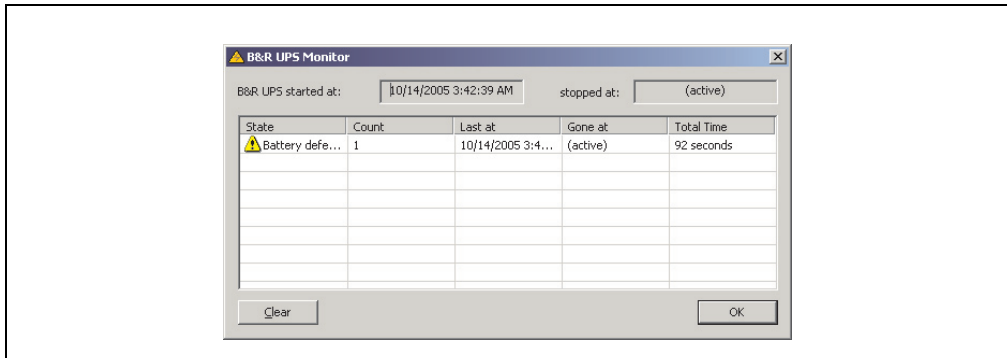 B&R UPS Monitor
B&R UPS started at: 10/14/2005 3:42:39 AM stopped at: (active)
State Count Last at Gone at Total Time
Battery defe... 1 10/14/2005 3:4... (active) 92 seconds
Clear OK